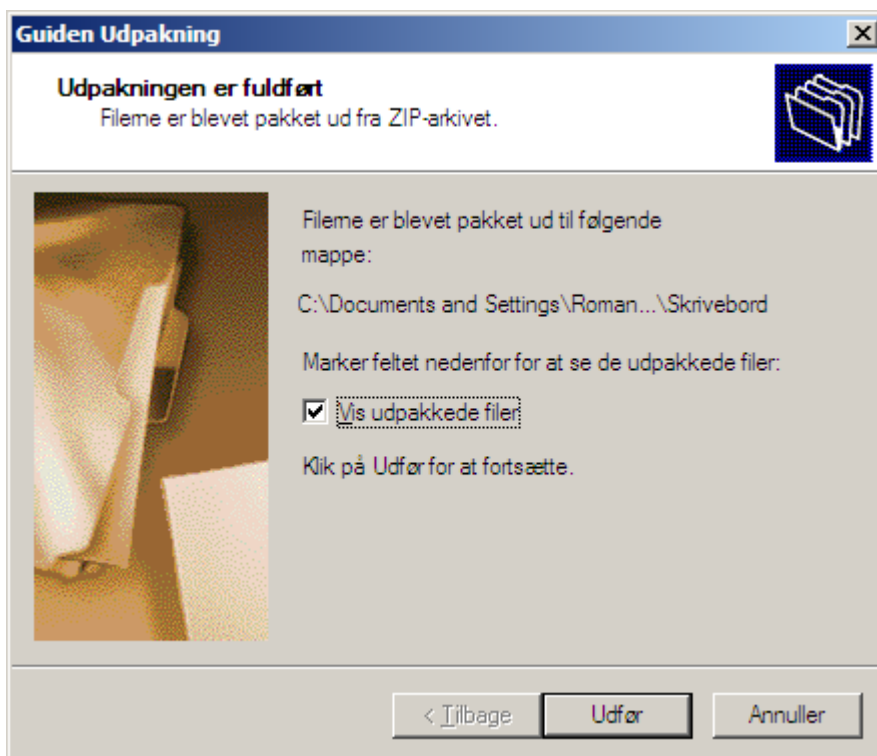 Guiden Udpakning
Udpakningen er fuldført
Filerne er blevet pakket ud fra ZIP-arkivet.
Filerne er blevet pakket ud til følgende
mappe:
C:\Documents and Settings\Roman...\Skrivebord
Marker feltet nedenfor for at se de udpakkede filer:
Vis udpakkede filer
Klik på Udfør for at fortsætte.
< Tilbage
Udfør
Annuller